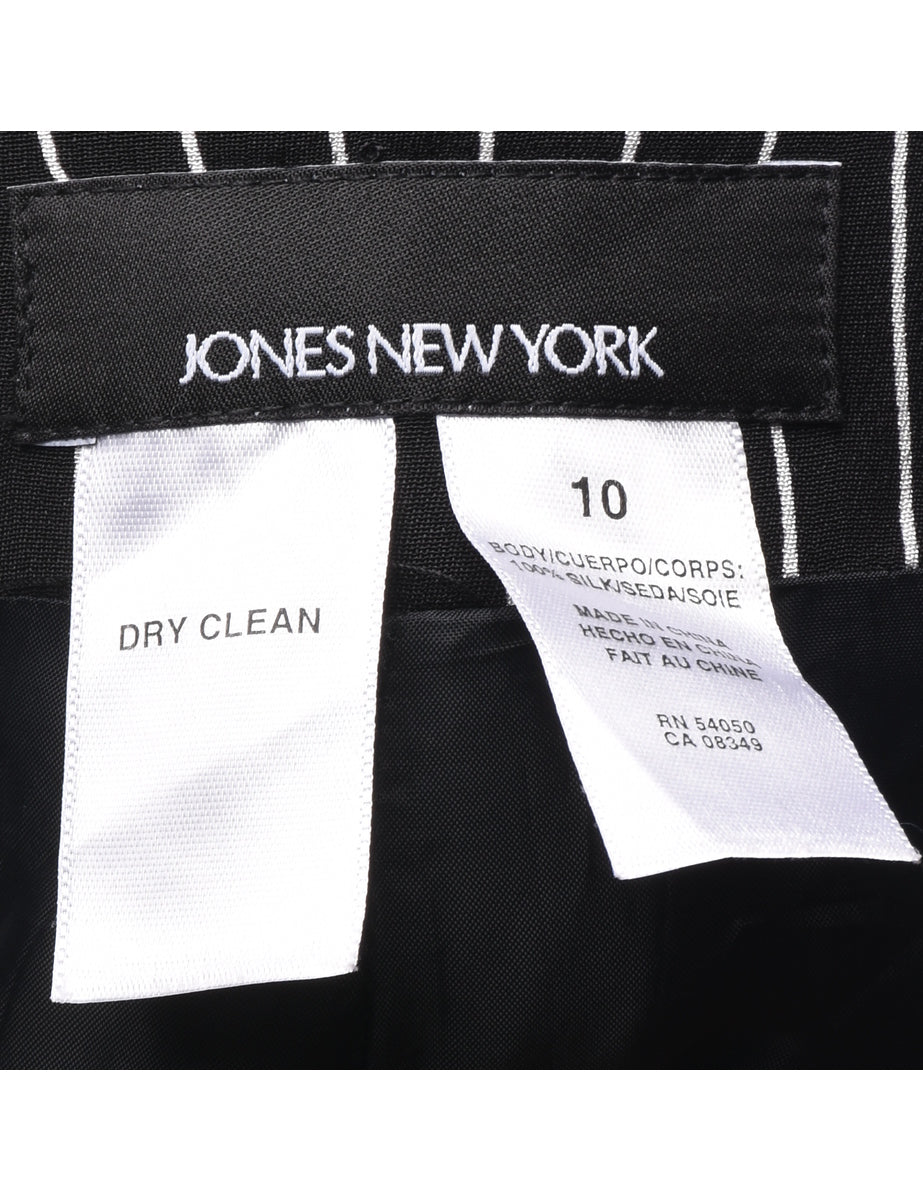 JONES NEW YORK
DRY CLEAN
10
BODY/CUERPO/CORPS:
100% SILK/SEDA/SOIE
MADE IN CHINA
HECHO EN CHINA
FAIT AU CHINE
RN 54050
CA 08349